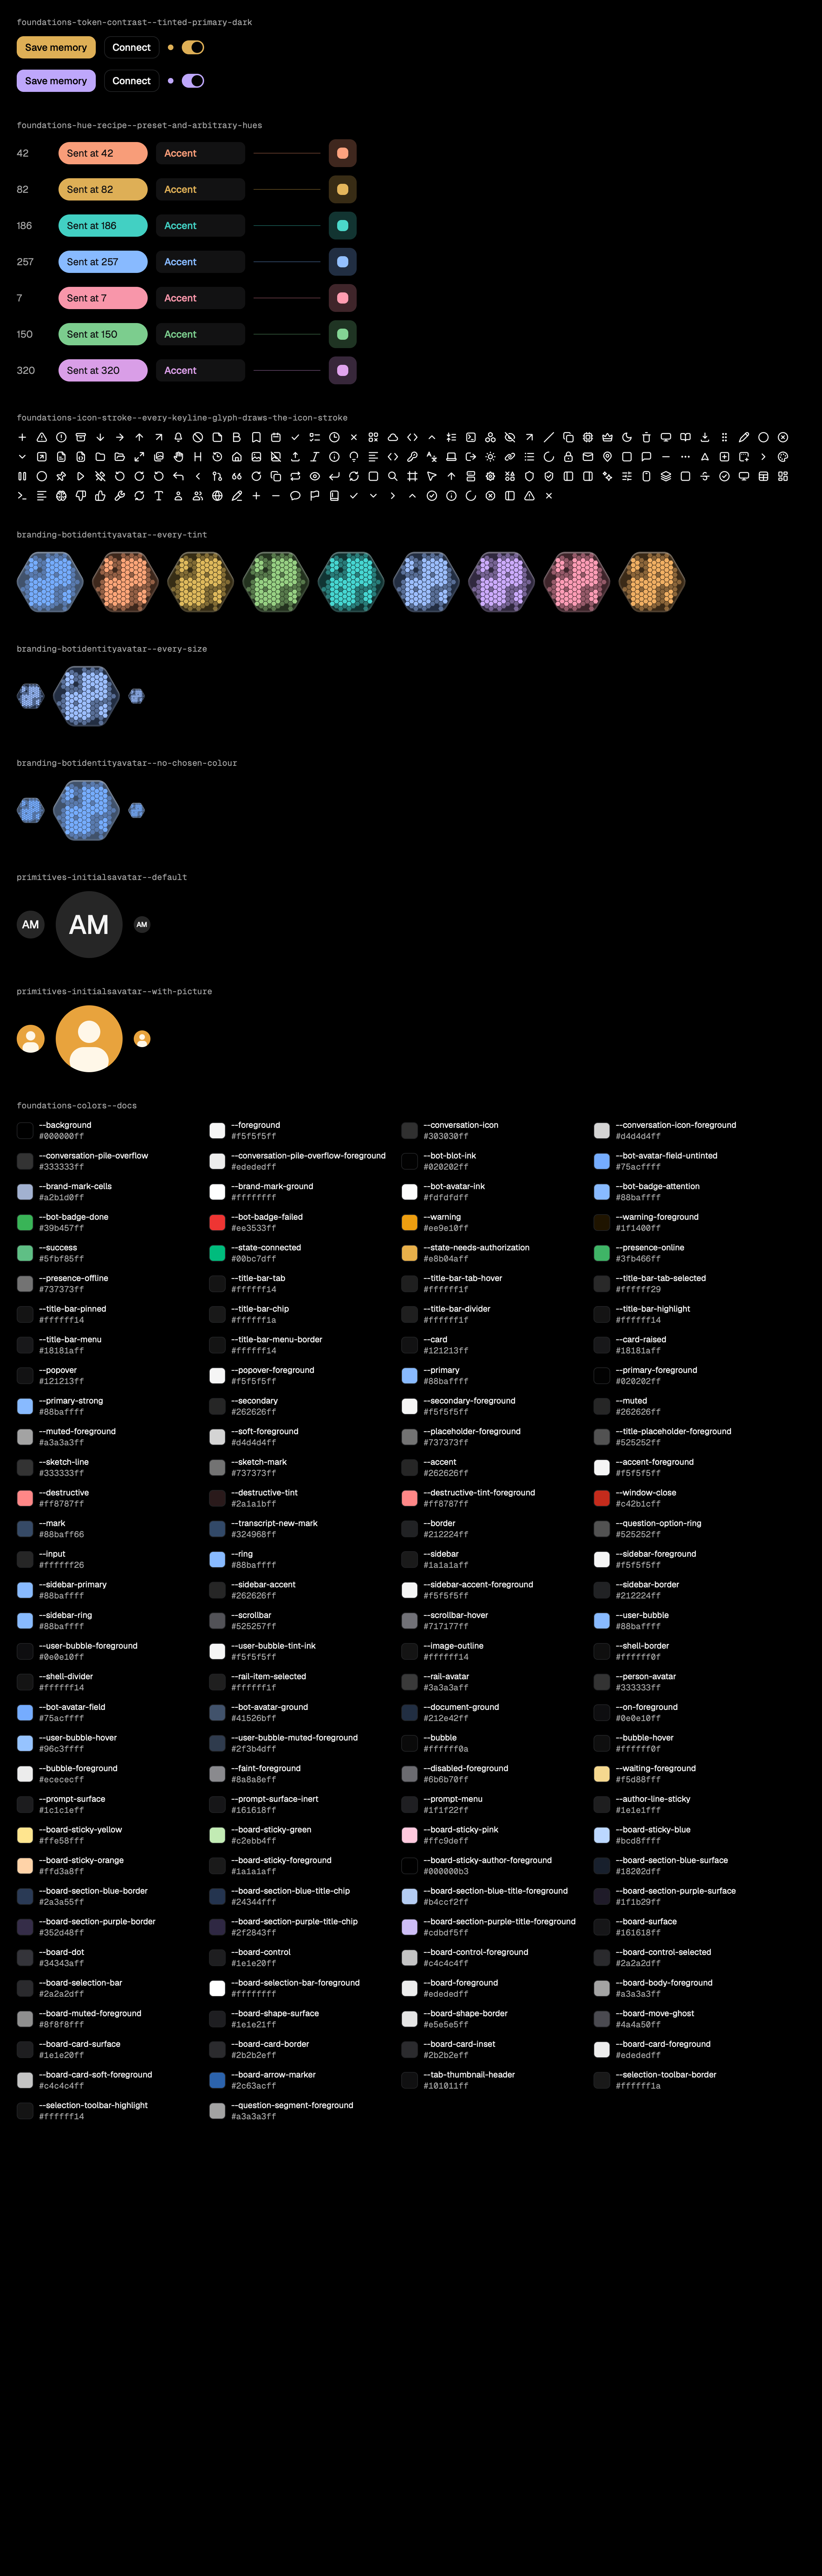 foundations-token-contrast--tinted-primary-dark
Save memory Connect
Save memory Connect
foundations-hue-recipe--preset-and-arbitrary-hues
42 Sent at 42 Accent
82 Sent at 82 Accent
186 Sent at 186 Accent
257 Sent at 257 Accent
7 Sent at 7 Accent
150 Sent at 150 Accent
320 Sent at 320 Accent
foundations-icon-stroke--every-keyline-glyph-draws-the-icon-stroke
branding-botidentityavatar--every-tint
branding-botidentityavatar--every-size
branding-botidentityavatar--no-chosen-colour
primitives-initialsavatar--default
AM AM AM
primitives-initialsavatar--with-picture
foundations-colors--docs
--background --foreground --conversation-icon --conversation-icon-foreground
#000000ff #f5f5f5ff #303030ff #d4d4d4ff
--conversation-pile-overflow --conversation-pile-overflow-foreground --bot-blot-ink --bot-avatar-field-untinted
#333333ff #edededff #020202ff #75acffff
--brand-mark-cells --brand-mark-ground --bot-avatar-ink --bot-badge-attention
#a2b1d0ff #ffffffff #fdfdfdff #88baffff
--bot-badge-done --bot-badge-failed --warning --warning-foreground
#39b457ff #ee3533ff #ee9e10ff #1f1400ff
--success --state-connected --state-needs-authorization --presence-online
#5fbf85ff #00bc7dff #e8b04aff #3fb466ff
--presence-offline --title-bar-tab --title-bar-tab-hover --title-bar-tab-selected
#737373ff #ffffff14 #ffffff1f #ffffff29
--title-bar-pinned --title-bar-chip --title-bar-divider --title-bar-highlight
#ffffff14 #ffffff1a #ffffff1f #ffffff14
--title-bar-menu --title-bar-menu-border --card --card-raised
#18181aff #ffffff14 #121213ff #18181aff
--popover --popover-foreground --primary --primary-foreground
#121213ff #f5f5f5ff #88baffff #020202ff
--primary-strong --secondary --secondary-foreground --muted
#88baffff #262626ff #f5f5f5ff #262626ff
--muted-foreground --soft-foreground --placeholder-foreground --title-placeholder-foreground
#a3a3a3ff #d4d4d4ff #737373ff #525252ff
--sketch-line --sketch-mark --accent --accent-foreground
#333333ff #737373ff #262626ff #f5f5f5ff
--destructive --destructive-tint --destructive-tint-foreground --window-close
#ff8787ff #2a1a1bff #ff8787ff #c42b1cff
--mark --transcript-new-mark --border --question-option-ring
#88baff66 #324968ff #212224ff #525252ff
--input --ring --sidebar --sidebar-foreground
#ffffff26 #88baffff #1a1a1aff #f5f5f5ff
--sidebar-primary --sidebar-accent --sidebar-accent-foreground --sidebar-border
#88baffff #262626ff #f5f5f5ff #212224ff
--sidebar-ring --scrollbar --scrollbar-hover --user-bubble
#88baffff #525257ff #717177ff #88baffff
--user-bubble-foreground --user-bubble-tint-ink --image-outline --shell-border
#0e0e10ff #f5f5f5ff #ffffff14 #ffffff0f
--shell-divider --rail-item-selected --rail-avatar --person-avatar
#ffffff14 #ffffff1f #3a3a3aff #333333ff
--bot-avatar-field --bot-avatar-ground --document-ground --on-foreground
#75acffff #41526bff #212e42ff #0e0e10ff
--user-bubble-hover --user-bubble-muted-foreground --bubble --bubble-hover
#96c3ffff #2f3b4dff #ffffff0a #ffffff0f
--bubble-foreground --faint-foreground --disabled-foreground --waiting-foreground
#ecececff #8a8a8eff #6b6b70ff #f5d88fff
--prompt-surface --prompt-surface-inert --prompt-menu --author-line-sticky
#1c1c1eff #161618ff #1f1f22ff #1e1e1fff
--board-sticky-yellow --board-sticky-green --board-sticky-pink --board-sticky-blue
#ffe58fff #c2ebb4ff #ffc9deff #bcd8ffff
--board-sticky-orange --board-sticky-foreground --board-sticky-author-foreground --board-section-blue-surface
#ffd3a8ff #1a1a1aff #000000b3 #18202dff
--board-section-blue-border --board-section-blue-title-chip --board-section-blue-title-foreground --board-section-purple-surface
#2a3a55ff #24344fff #b4ccf2ff #1f1b29ff
--board-section-purple-border --board-section-purple-title-chip --board-section-purple-title-foreground --board-surface
#352d48ff #2f2843ff #cdbdf5ff #161618ff
--board-dot --board-control --board-control-foreground --board-control-selected
#34343aff #1e1e20ff #c4c4c4ff #2a2a2dff
--board-selection-bar --board-selection-bar-foreground --board-foreground --board-body-foreground
#2a2a2dff #ffffffff #ededeDff #a3a3a3ff
--board-muted-foreground --board-shape-surface --board-shape-border --board-move-ghost
#8f8f8fff #1e1e21ff #e5e5e5ff #4a4a50ff
--board-card-surface --board-card-border --board-card-inset --board-card-foreground
#1e1e20ff #2b2b2eff #2b2b2eff #ededeDff
--board-card-soft-foreground --board-arrow-marker --tab-thumbnail-header --selection-toolbar-border
#c4c4c4ff #2c63acff #101011ff #ffffff1a
--selection-toolbar-highlight --question-segment-foreground
#ffffff14 #a3a3a3ff